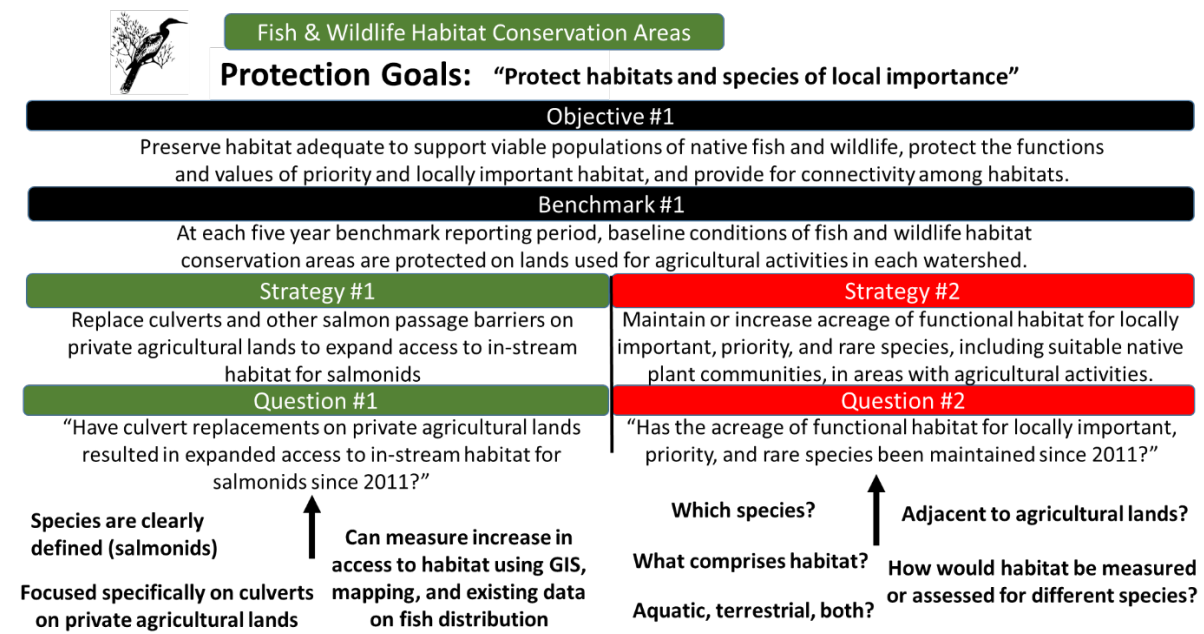 Fish & Wildlife Habitat Conservation Areas
Protection Goals: “Protect habitats and species of local importance”
Objective #1
Preserve habitat adequate to support viable populations of native fish and wildlife, protect the functions
and values of priority and locally important habitat, and provide for connectivity among habitats.
Benchmark #1
At each five year benchmark reporting period, baseline conditions of fish and wildlife habitat
conservation areas are protected on lands used for agricultural activities in each watershed.
Strategy #1
Replace culverts and other salmon passage barriers on
private agricultural lands to expand access to in-stream
habitat for salmonids
Question #1
“Have culvert replacements on private agricultural lands
resulted in expanded access to in-stream habitat for
salmonids since 2011?”
Species are clearly
defined (salmonids)
Focused specifically on culverts
on private agricultural lands
Can measure increase in
access to habitat using GIS,
mapping, and existing data
on fish distribution
Strategy #2
Maintain or increase acreage of functional habitat for locally
important, priority, and rare species, including suitable native
plant communities, in areas with agricultural activities.
Question #2
“Has the acreage of functional habitat for locally important,
priority, and rare species been maintained since 2011?”
Which species?
What comprises habitat?
Aquatic, terrestrial, both?
Adjacent to agricultural lands?
How would habitat be measured
or assessed for different species?